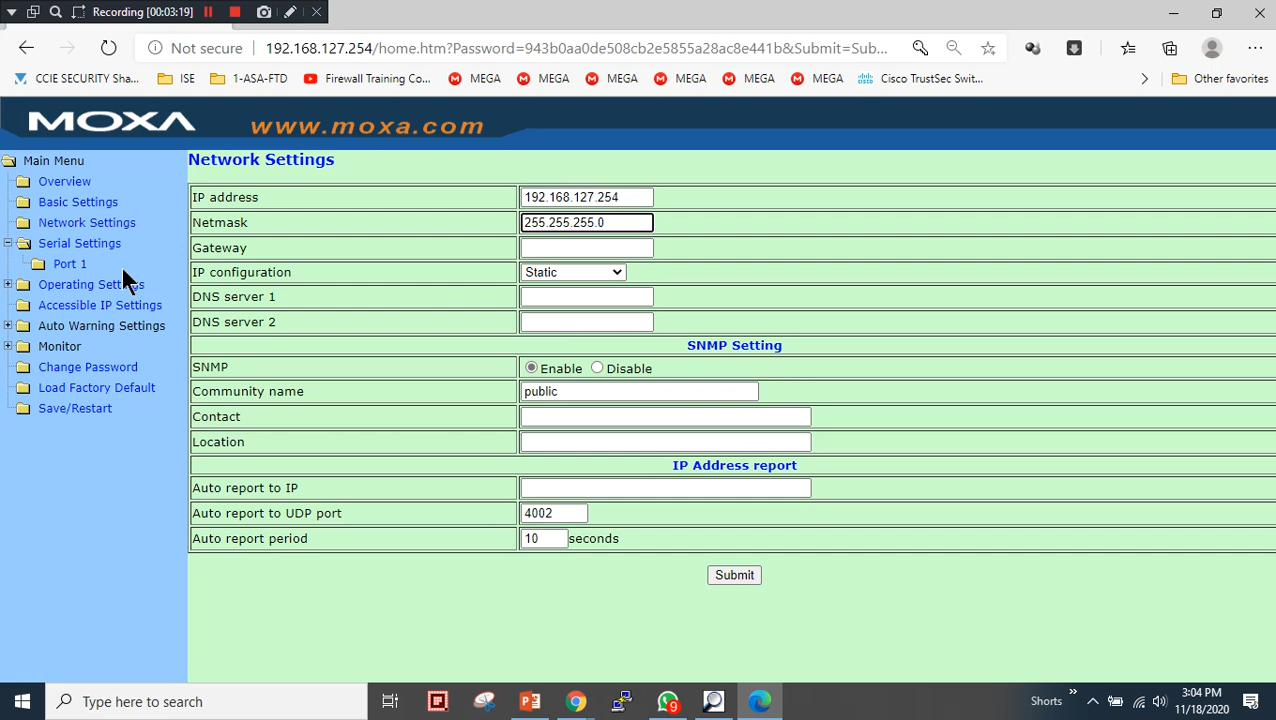 Recording [00:03:19]
Not secure 192.168.127.254/home.htm?Password=943b0aa0de508cb2e5855a28ac8e441b&Submit=Sub...
CCIE SECURITY Sha... ISE 1-ASA-FTD Firewall Training Co... MEGA MEGA MEGA MEGA MEGA MEGA Cisco TrustSec Swit... Other favorites
MOXA www.moxa.com
Main Menu
Overview
Basic Settings
Network Settings
Serial Settings
Port 1
Operating Settings
Accessible IP Settings
Auto Warning Settings
Monitor
Change Password
Load Factory Default
Save/Restart
Network Settings
IP address 192.168.127.254
Netmask 255.255.255.0
Gateway
IP configuration Static
DNS server 1
DNS server 2
SNMP Setting
SNMP Enable Disable
Community name public
Contact
Location
IP Address report
Auto report to IP
Auto report to UDP port 4002
Auto report period 10 seconds
Submit
Type here to search 9 Shorts 3:04 PM
11/18/2020